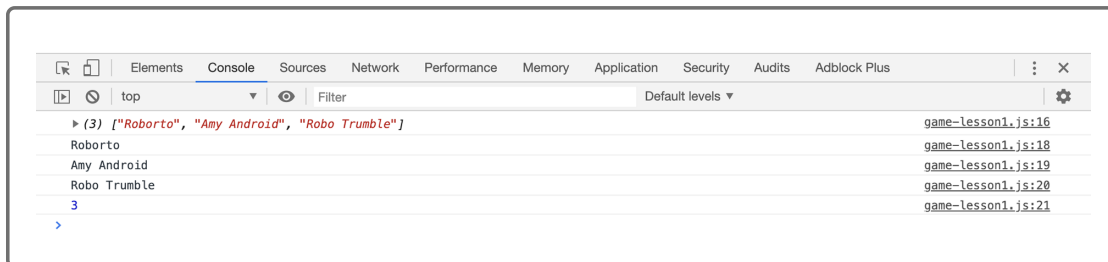 Elements Console Sources Network Performance Memory Application Security Audits Adblock Plus
top Filter Default levels ▼
(3) ["Roborto", "Amy Android", "Robo Trumble"] game-lesson1.js:16
Roborto game-lesson1.js:18
Amy Android game-lesson1.js:19
Robo Trumble game-lesson1.js:20
3 game-lesson1.js:21